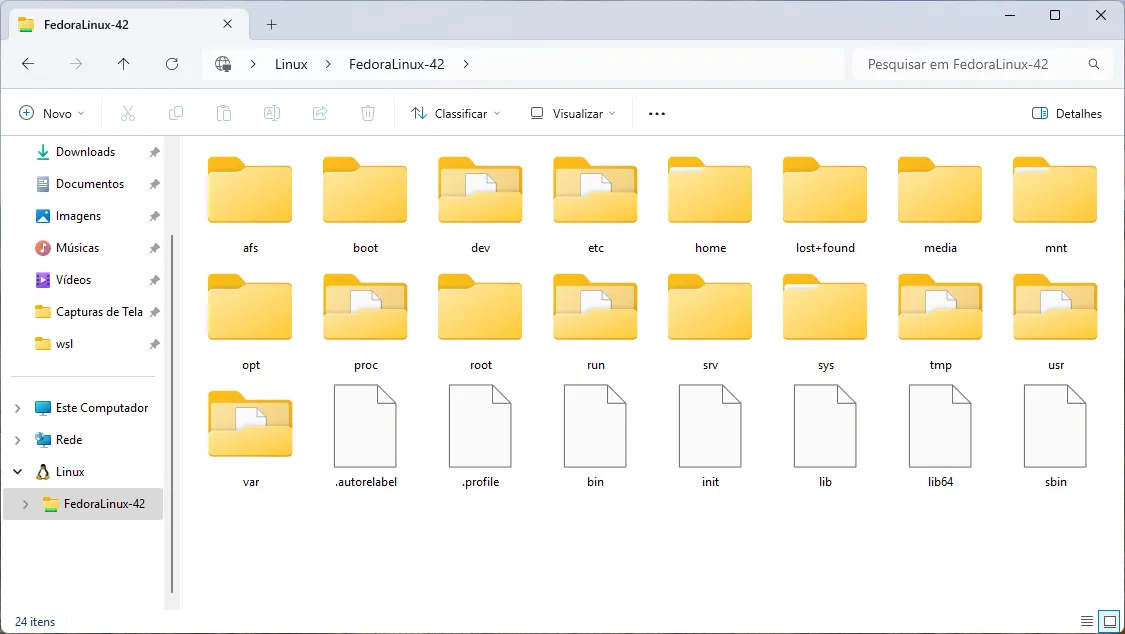 FedoraLinux-42
Linux
FedoraLinux-42
Pesquisar em FedoraLinux-42
Novo
Classificar
Visualizar
Detalhes
Downloads
Documentos
Imagens
Músicas
Vídeos
Capturas de Tela
wsl
Este Computador
Rede
Linux
FedoraLinux-42
afs
boot
dev
etc
home
lost+found
media
mnt
opt
proc
root
run
srv
sys
tmp
usr
var
.autorelabel
.profile
bin
init
lib
lib64
sbin
24 itens